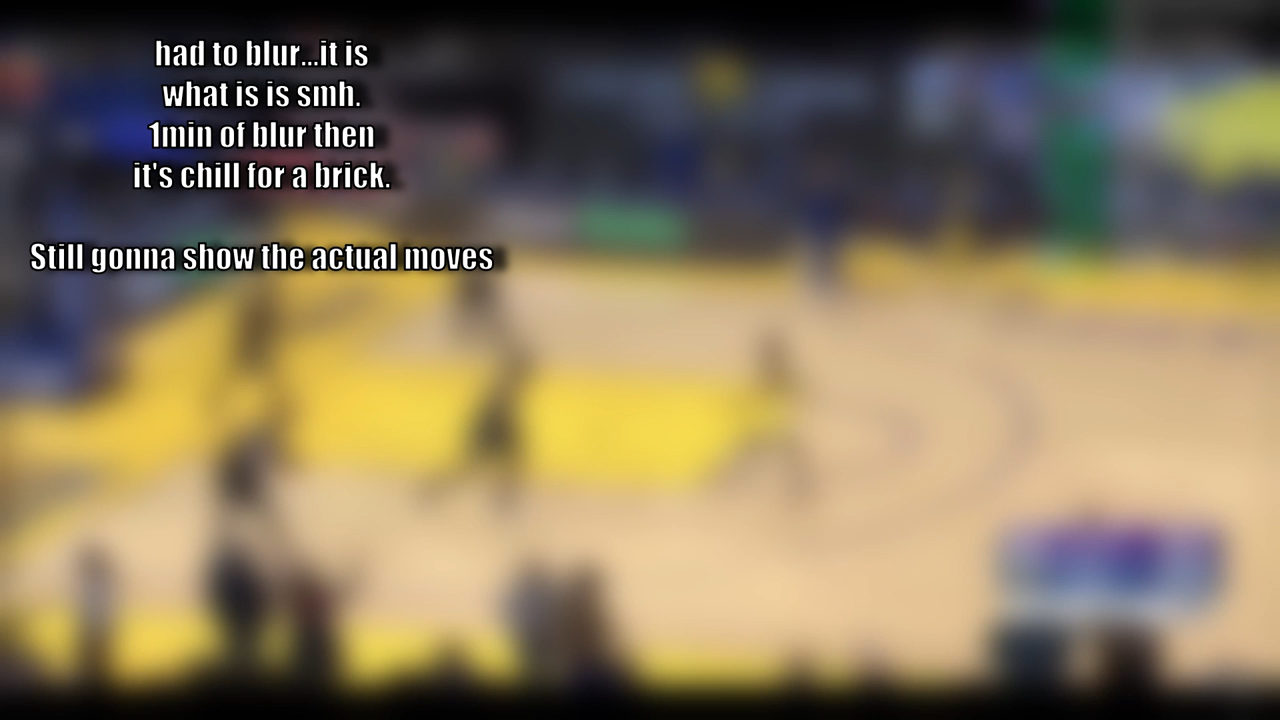 had to blur...it is
what is is smh.
1min of blur then
it's chill for a brick.
Still gonna show the actual moves